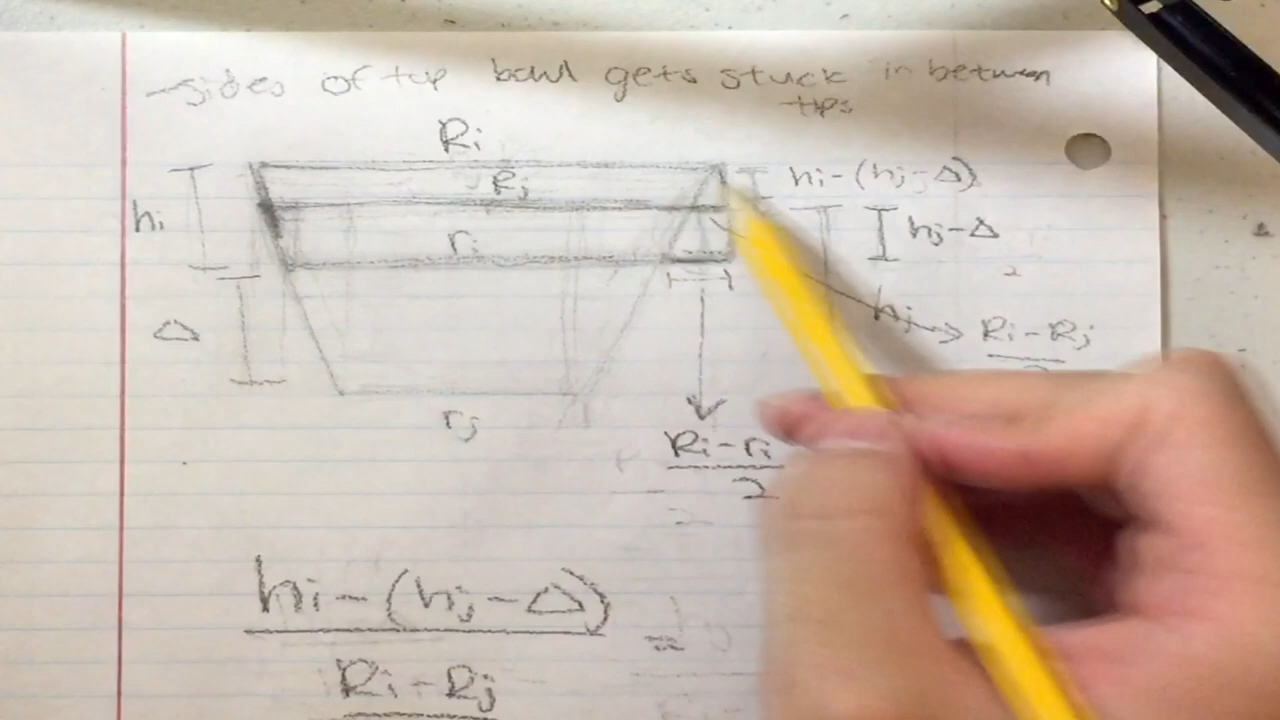 -sides of top bowl gets stuck in between
tips
Ri
hi-(hj-Δ)
Rj
hi
ri
hj-Δ
hj
Ri-Rj
Δ
rj
Ri-ri
2
hi-(hj-Δ)
=
Ri-Rj